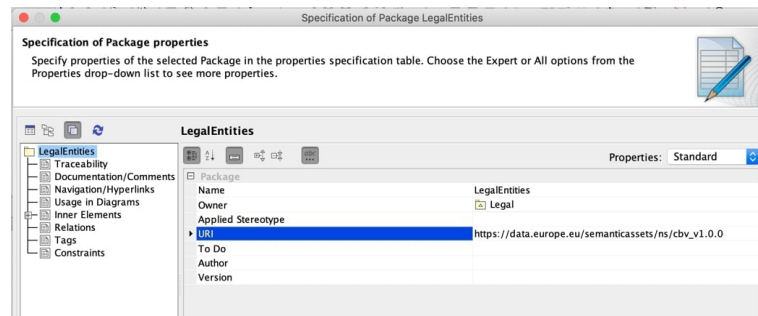 Specification of Package LegalEntities
Specification of Package properties
Specify properties of the selected Package in the properties specification table. Choose the Expert or All options from the
Properties drop-down list to see more properties.
LegalEntities
Properties: Standard
LegalEntities
Traceability
Documentation/Comments
Navigation/Hyperlinks
Usage in Diagrams
Inner Elements
Relations
Tags
Constraints
Package
Name LegalEntities
Owner Legal
Applied Stereotype
URI https://data.europe.eu/semanticassets/ns/cbv_v1.0.0
To Do
Author
Version